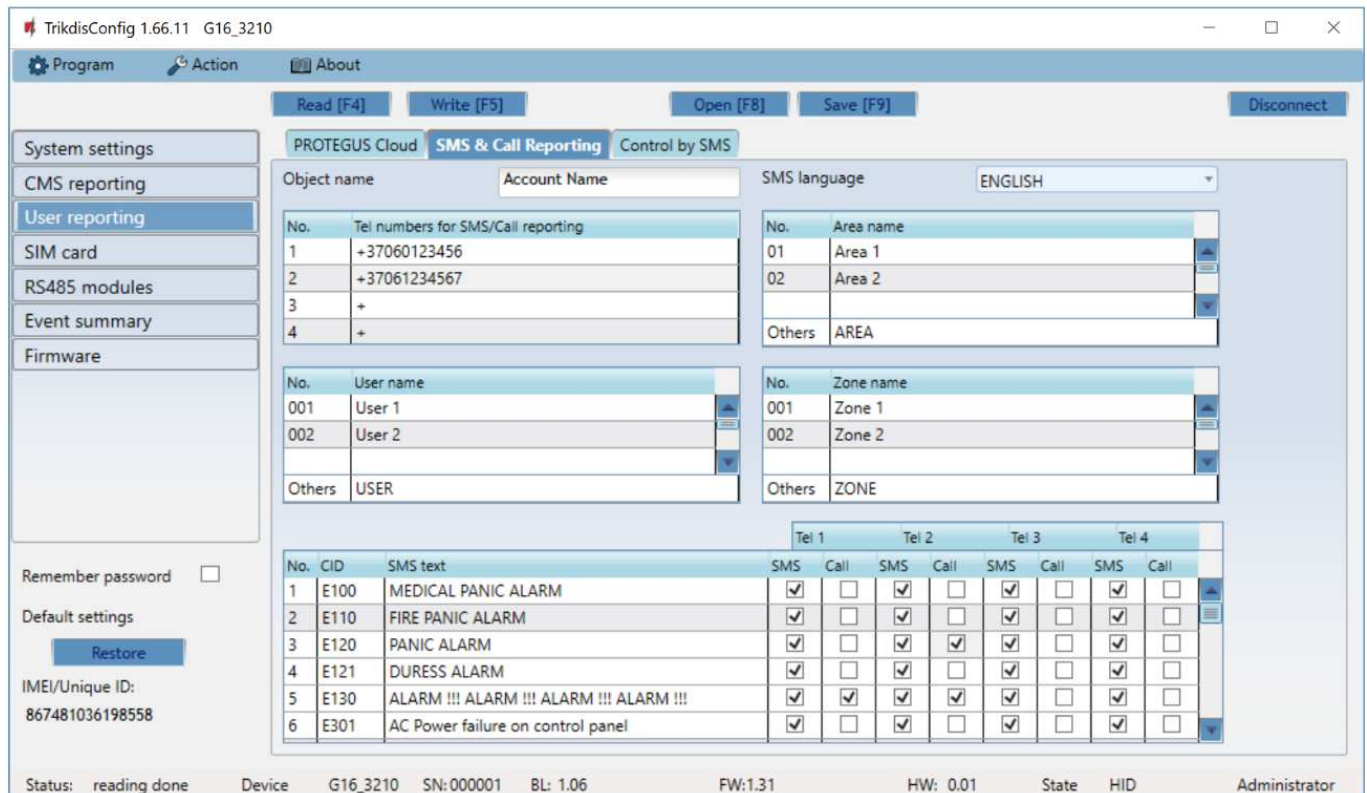 TrikdisConfig 1.66.11 G16_3210
Program Action About
Read [F4] Write [F5] Open [F8] Save [F9] Disconnect
System settings
CMS reporting
User reporting
SIM card
RS485 modules
Event summary
Firmware
Remember password
Default settings
Restore
IMEI/Unique ID:
867481036198558
PROTEGUS Cloud SMS & Call Reporting Control by SMS
Object name Account Name SMS language ENGLISH
No. Tel numbers for SMS/Call reporting
1 +37060123456
2 +37061234567
3 +
4 +
No. Area name
01 Area 1
02 Area 2
Others AREA
No. User name
001 User 1
002 User 2
Others USER
No. Zone name
001 Zone 1
002 Zone 2
Others ZONE
Tel 1 Tel 2 Tel 3 Tel 4
No. CID SMS text SMS Call SMS Call SMS Call SMS Call
1 E100 MEDICAL PANIC ALARM
2 E110 FIRE PANIC ALARM
3 E120 PANIC ALARM
4 E121 DURESS ALARM
5 E130 ALARM !!! ALARM !!! ALARM !!! ALARM !!!
6 E301 AC Power failure on control panel
Status: reading done Device G16_3210 SN:000001 BL: 1.06 FW:1.31 HW: 0.01 State HID Administrator